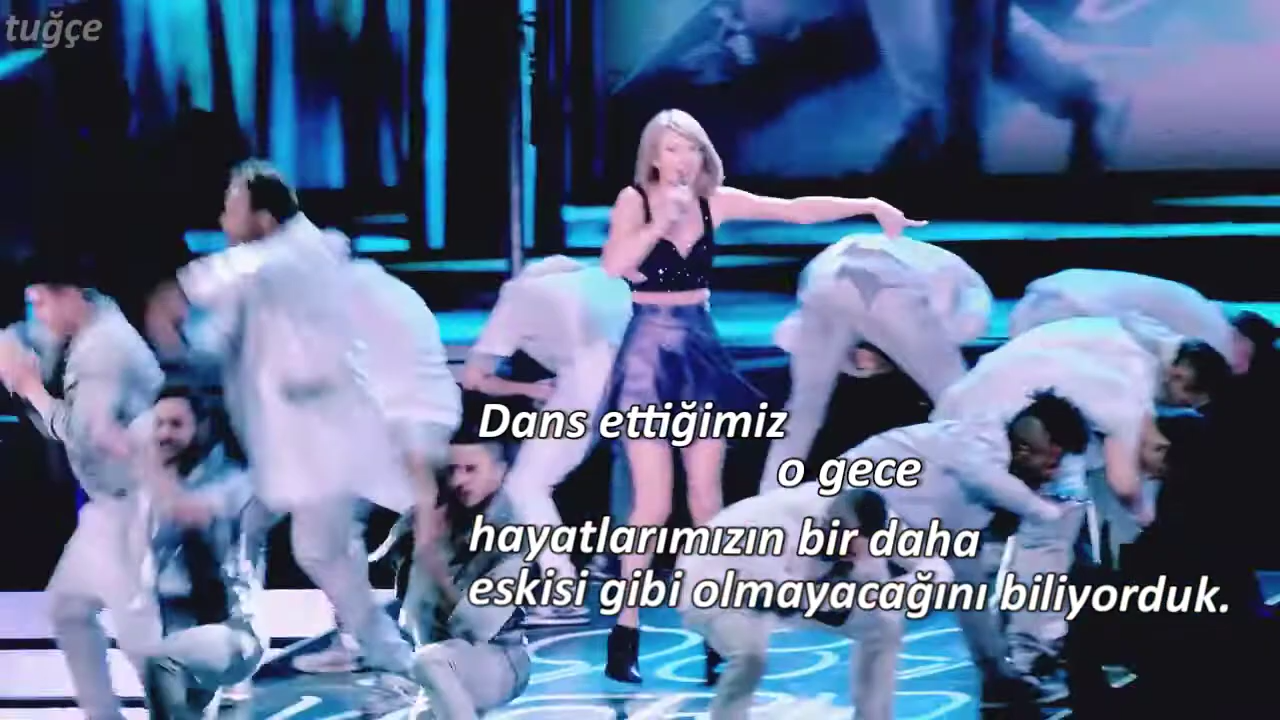 tuğçe
Dans ettiğimiz
o gece
hayatlarımızın bir daha
eskisi gibi olmayacağını biliyorduk.